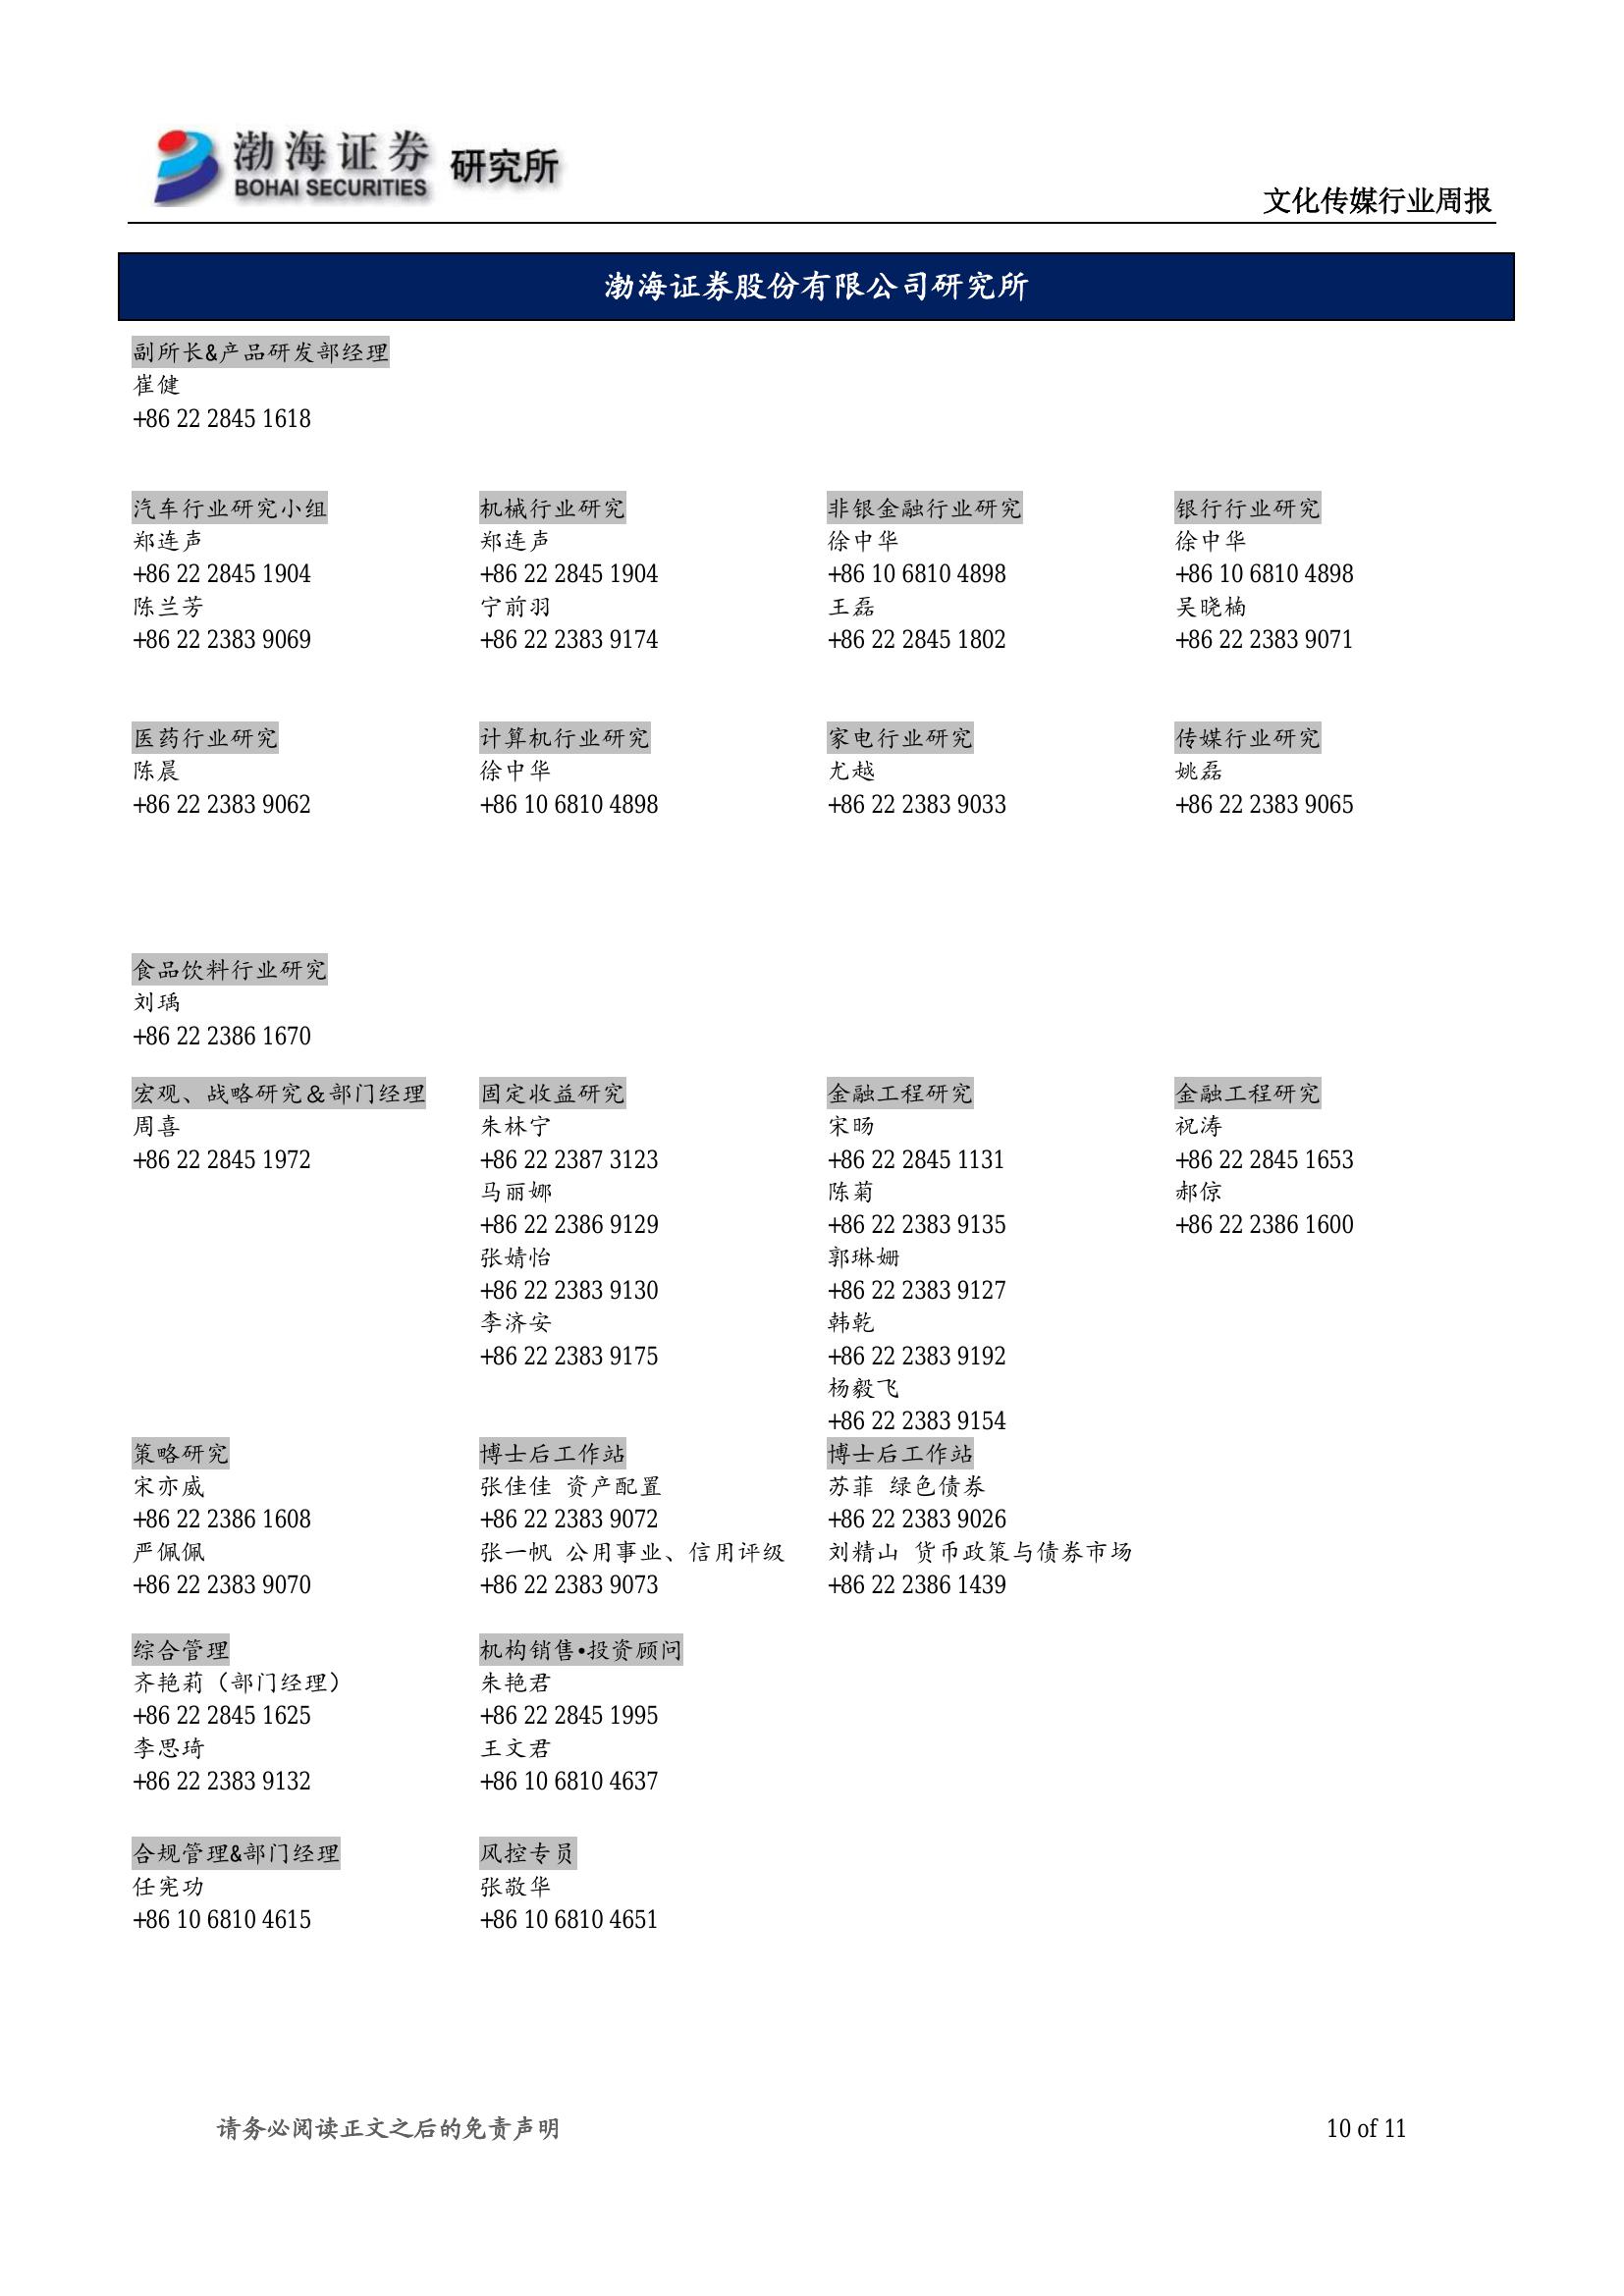 渤海证券 研究所
BOHAI SECURITIES
文化传媒行业周报
渤海证券股份有限公司研究所
副所长&产品研发部经理
崔健
+86 22 2845 1618
汽车行业研究小组
郑连声
+86 22 2845 1904
陈兰芳
+86 22 2383 9069
机械行业研究
郑连声
+86 22 2845 1904
宁前羽
+86 22 2383 9174
非银金融行业研究
徐中华
+86 10 6810 4898
王磊
+86 22 2845 1802
银行行业研究
徐中华
+86 10 6810 4898
吴晓楠
+86 22 2383 9071
医药行业研究
陈晨
+86 22 2383 9062
计算机行业研究
徐中华
+86 10 6810 4898
家电行业研究
尤越
+86 22 2383 9033
传媒行业研究
姚磊
+86 22 2383 9065
食品饮料行业研究
刘瑀
+86 22 2386 1670
宏观、战略研究＆部门经理
周喜
+86 22 2845 1972
固定收益研究
朱林宁
+86 22 2387 3123
马丽娜
+86 22 2386 9129
张婧怡
+86 22 2383 9130
李济安
+86 22 2383 9175
金融工程研究
宋旸
+86 22 2845 1131
陈菊
+86 22 2383 9135
郭琳姗
+86 22 2383 9127
韩乾
+86 22 2383 9192
杨毅飞
+86 22 2383 9154
金融工程研究
祝涛
+86 22 2845 1653
郝倞
+86 22 2386 1600
策略研究
宋亦威
+86 22 2386 1608
严佩佩
+86 22 2383 9070
博士后工作站
张佳佳 资产配置
+86 22 2383 9072
张一帆 公用事业、信用评级
+86 22 2383 9073
博士后工作站
苏菲 绿色债券
+86 22 2383 9026
刘精山 货币政策与债券市场
+86 22 2386 1439
综合管理
齐艳莉（部门经理）
+86 22 2845 1625
李思琦
+86 22 2383 9132
机构销售•投资顾问
朱艳君
+86 22 2845 1995
王文君
+86 10 6810 4637
合规管理&部门经理
任宪功
+86 10 6810 4615
风控专员
张敬华
+86 10 6810 4651
请务必阅读正文之后的免责声明
10 of 11